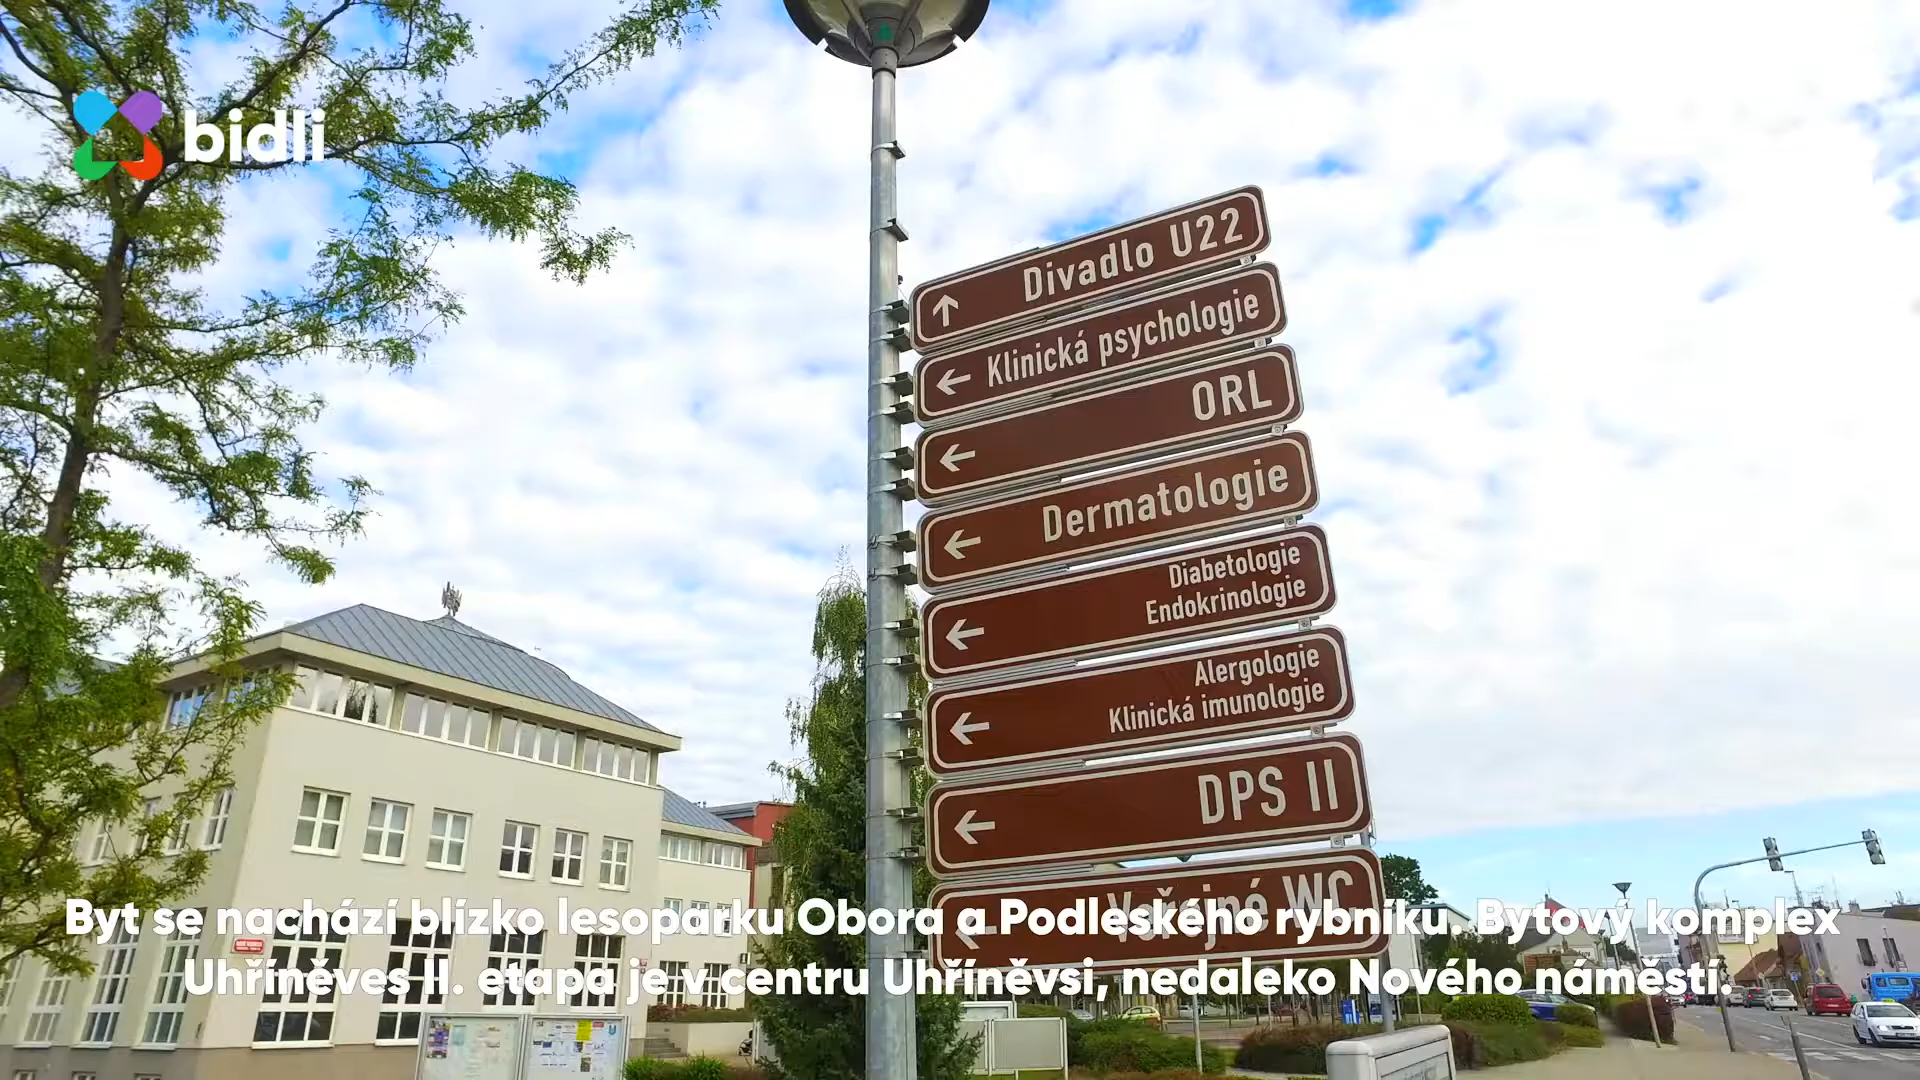 bidli
Divadlo U22
Klinická psychologie
ORL
Dermatologie
Diabetologie
Endokrinologie
Alergologie
Klinická imunologie
DPS II
Veřejné WC
Byt se nachází blízko lesoparku Obora a Podleského rybníku. Bytový komplex
Uhříněves II. etapa je v centru Uhříněvsi, nedaleko Nového náměstí.